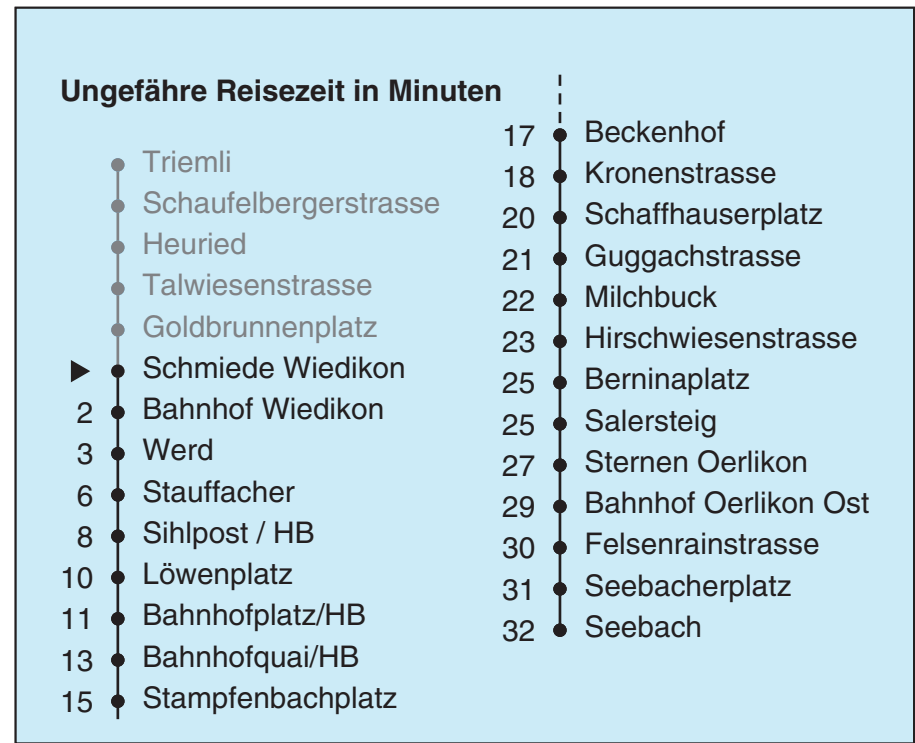 Ungefähre Reisezeit in Minuten
Triemli
Schaufelbergerstrasse
Heuried
Talwiesenstrasse
Goldbrunnenplatz
Schmiede Wiedikon
2 Bahnhof Wiedikon
3 Werd
6 Stauffacher
8 Sihlpost / HB
10 Löwenplatz
11 Bahnhofplatz/HB
13 Bahnhofquai/HB
15 Stampfenbachplatz
17 Beckenhof
18 Kronenstrasse
20 Schaffhauserplatz
21 Guggachstrasse
22 Milchbuck
23 Hirschwiesenstrasse
25 Berninaplatz
25 Salersteig
27 Sternen Oerlikon
29 Bahnhof Oerlikon Ost
30 Felsenrainstrasse
31 Seebacherplatz
32 Seebach